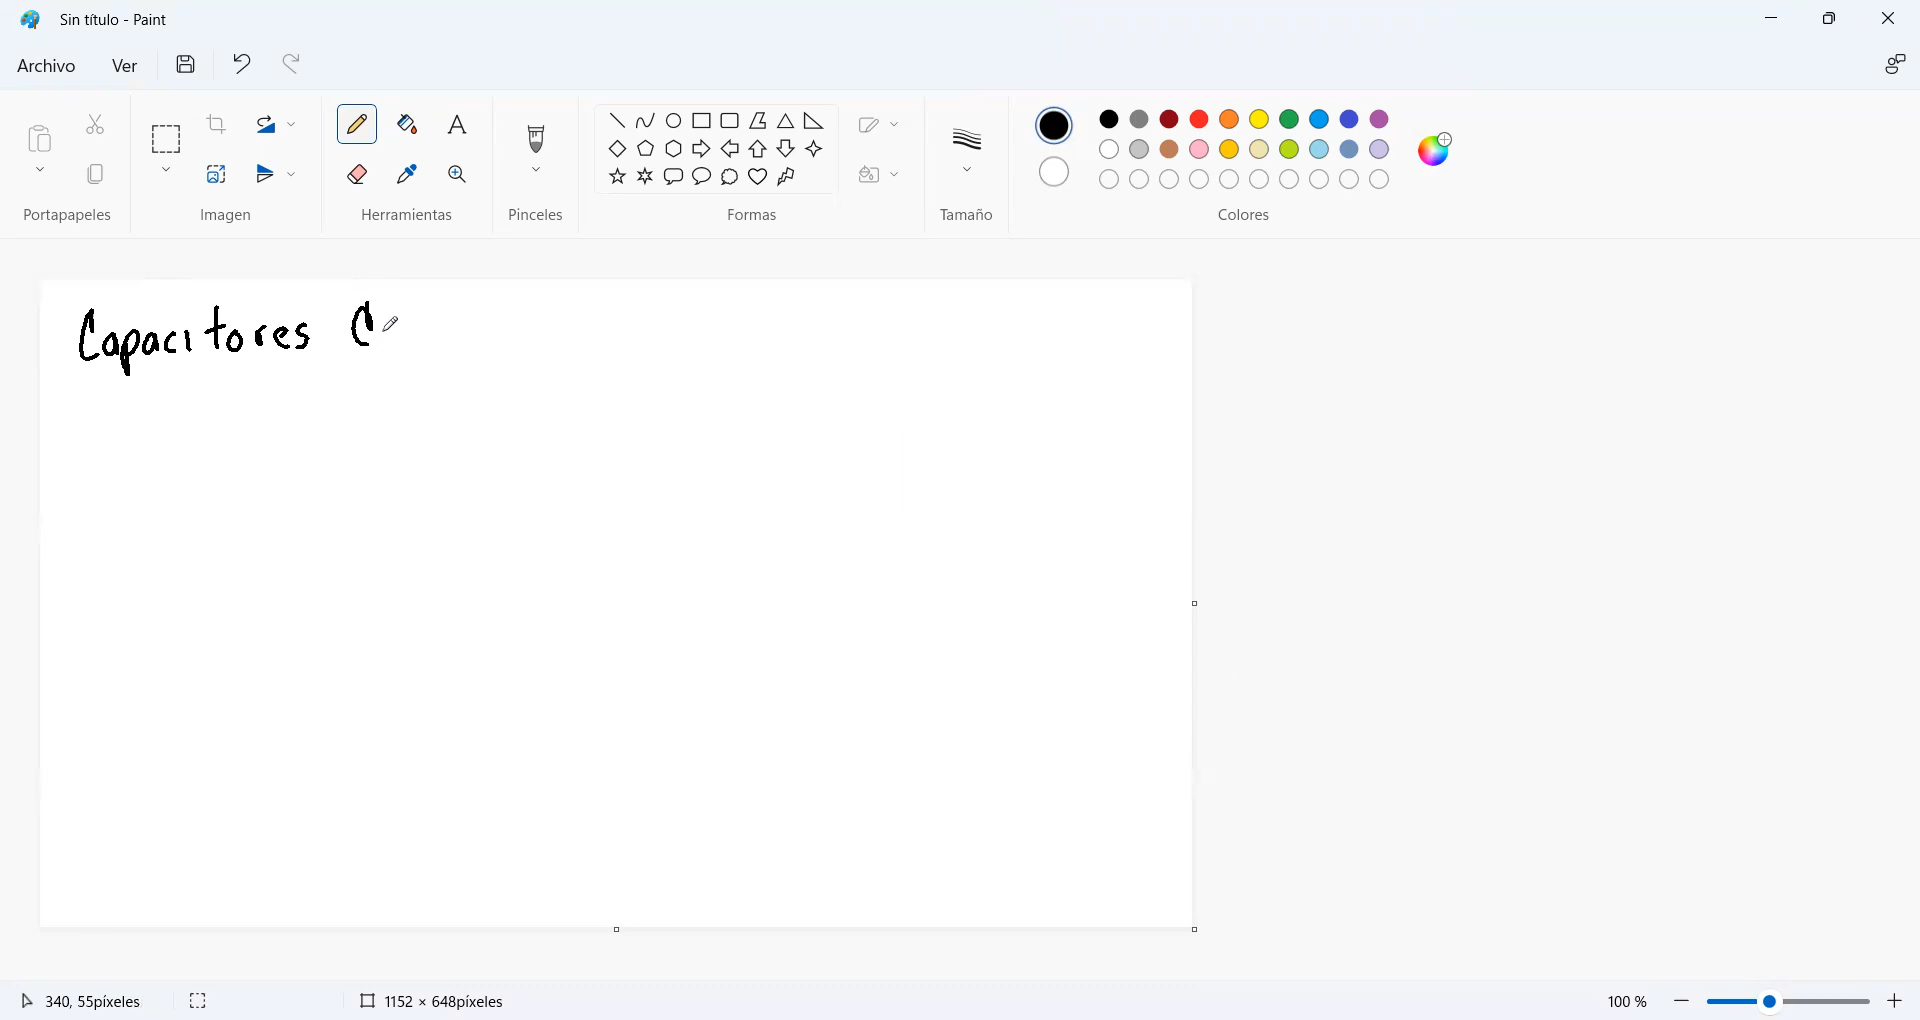 Sin título - Paint
Archivo Ver
Portapapeles Imagen Herramientas Pinceles Formas Tamaño Colores
Capacitores C
340, 55píxeles 1152 × 648píxeles 100 %